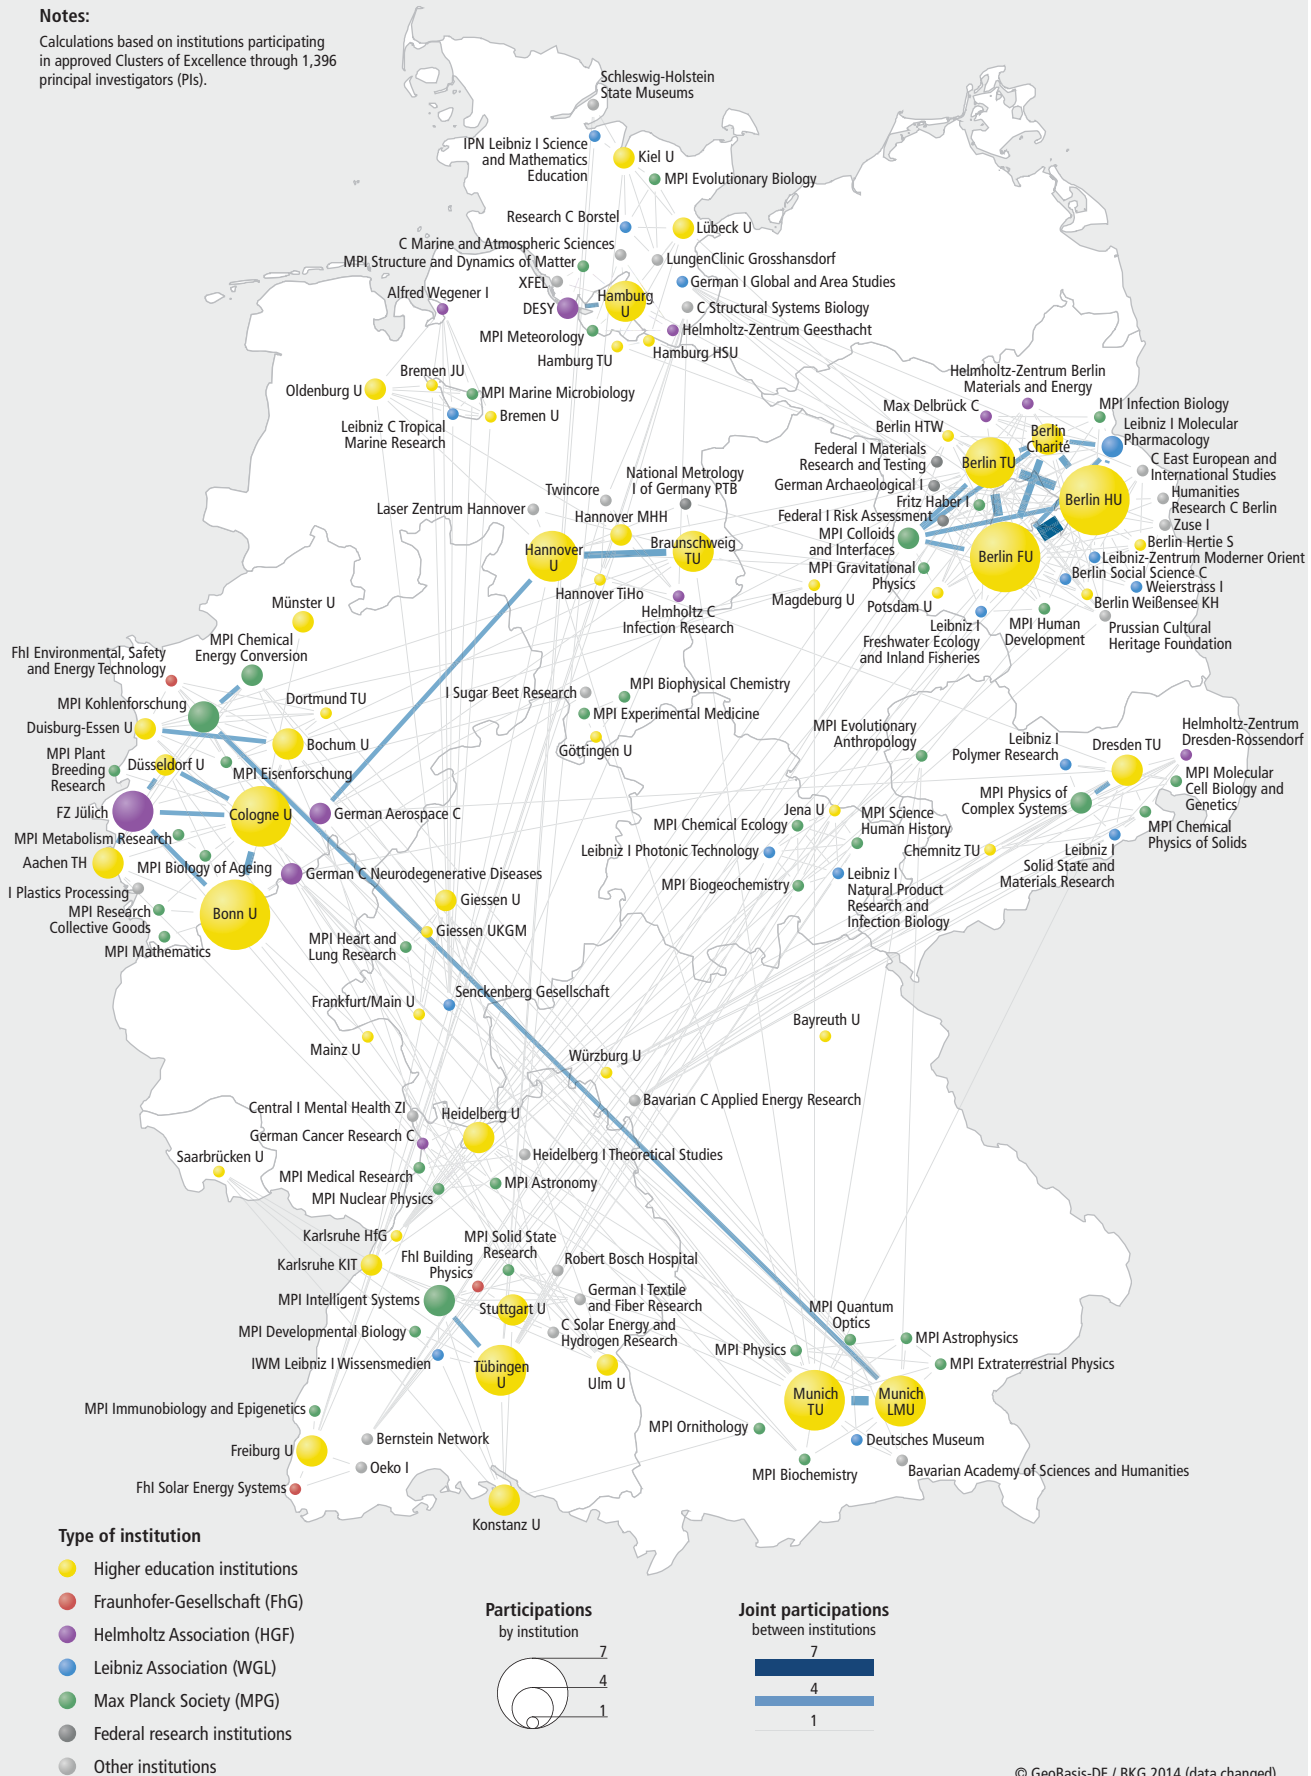 Notes:
Calculations based on institutions participating
in approved Clusters of Excellence through 1,396
principal investigators (PIs).
Schleswig-Holstein
State Museums
IPN Leibniz I Science
and Mathematics
Education
Kiel U
MPI Evolutionary Biology
Research C Borstel
Lübeck U
C Marine and Atmospheric Sciences
MPI Structure and Dynamics of Matter
LungenClinic Grosshansdorf
XFEL
German I Global and Area Studies
Alfred Wegener I
Hamburg
U
DESY
C Structural Systems Biology
MPI Meteorology
Helmholtz-Zentrum Geesthacht
Hamburg TU
Hamburg HSU
Bremen JU
Oldenburg U
MPI Marine Microbiology
Bremen U
Leibniz C Tropical
Marine Research
Helmholtz-Zentrum Berlin
Materials and Energy
Max Delbrück C
MPI Infection Biology
Berlin HTW
Berlin
Charité
Leibniz I Molecular
Pharmacology
Federal I Materials
Research and Testing
Berlin TU
C East European and
International Studies
German Archaeological I
Fritz Haber I
Berlin HU
Humanities
Research C Berlin
Federal I Risk Assessment
Zuse I
MPI Colloids
and Interfaces
Berlin FU
Berlin Hertie S
Leibniz-Zentrum Moderner Orient
MPI Gravitational
Physics
Berlin Social Science C
Weierstrass I
Potsdam U
Berlin Weißensee KH
Leibniz I
Freshwater Ecology
and Inland Fisheries
MPI Human
Development
Prussian Cultural
Heritage Foundation
Magdeburg U
National Metrology
I of Germany PTB
Twincore
Laser Zentrum Hannover
Hannover MHH
Hannover
U
Braunschweig
TU
Hannover TiHo
Helmholtz C
Infection Research
Münster U
MPI Chemical
Energy Conversion
FhI Environmental, Safety
and Energy Technology
MPI Kohlenforschung
Dortmund TU
Duisburg-Essen U
Bochum U
MPI Plant
Breeding
Research
Düsseldorf U
MPI Eisenforschung
FZ Jülich
Cologne U
German Aerospace C
MPI Metabolism Research
Aachen TH
MPI Biology of Ageing
German C Neurodegenerative Diseases
I Plastics Processing
MPI Research
Collective Goods
Bonn U
MPI Mathematics
I Sugar Beet Research
MPI Biophysical Chemistry
MPI Experimental Medicine
Göttingen U
MPI Evolutionary
Anthropology
Leibniz I
Polymer Research
Dresden TU
Helmholtz-Zentrum
Dresden-Rossendorf
MPI Physics of
Complex Systems
MPI Molecular
Cell Biology and
Genetics
MPI Chemical
Physics of Solids
Leibniz I
Solid State and
Materials Research
Chemnitz TU
Jena U
MPI Science
Human History
MPI Chemical Ecology
Leibniz I Photonic Technology
MPI Biogeochemistry
Leibniz I
Natural Product
Research and
Infection Biology
Giessen U
Giessen UKGM
MPI Heart and
Lung Research
Senckenberg Gesellschaft
Frankfurt/Main U
Mainz U
Bayreuth U
Würzburg U
Bavarian C Applied Energy Research
Central I Mental Health ZI
Heidelberg U
German Cancer Research C
Heidelberg I Theoretical Studies
Saarbrücken U
MPI Medical Research
MPI Astronomy
MPI Nuclear Physics
Karlsruhe HfG
MPI Solid State
Research
Karlsruhe KIT
FhI Building
Physics
Robert Bosch Hospital
MPI Intelligent Systems
Stuttgart U
German I Textile
and Fiber Research
MPI Developmental Biology
C Solar Energy and
Hydrogen Research
IWM Leibniz I Wissensmedien
Tübingen
U
Ulm U
MPI Quantum
Optics
MPI Physics
MPI Astrophysics
MPI Extraterrestrial Physics
Munich
TU
Munich
LMU
MPI Immunobiology and Epigenetics
MPI Ornithology
Deutsches Museum
Freiburg U
Bernstein Network
Oeko I
MPI Biochemistry
Bavarian Academy of Sciences and Humanities
FhI Solar Energy Systems
Konstanz U
Type of institution
Higher education institutions
Fraunhofer-Gesellschaft (FhG)
Helmholtz Association (HGF)
Leibniz Association (WGL)
Max Planck Society (MPG)
Federal research institutions
Other institutions
Participations
by institution
7
4
1
Joint participations
between institutions
7
4
1
© GeoBasis-DE / BKG 2014 (data changed)